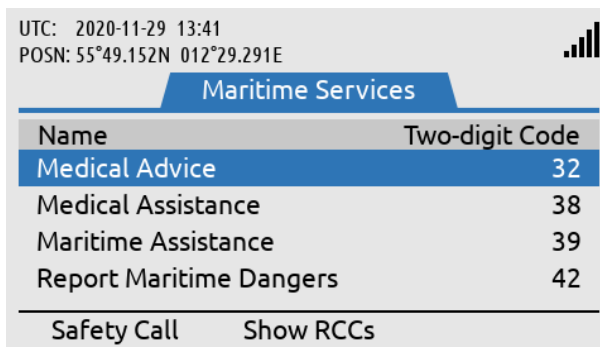 UTC: 2020-11-29 13:41
POSN: 55°49.152N 012°29.291E
Maritime Services
Name Two-digit Code
Medical Advice 32
Medical Assistance 38
Maritime Assistance 39
Report Maritime Dangers 42
Safety Call Show RCCs